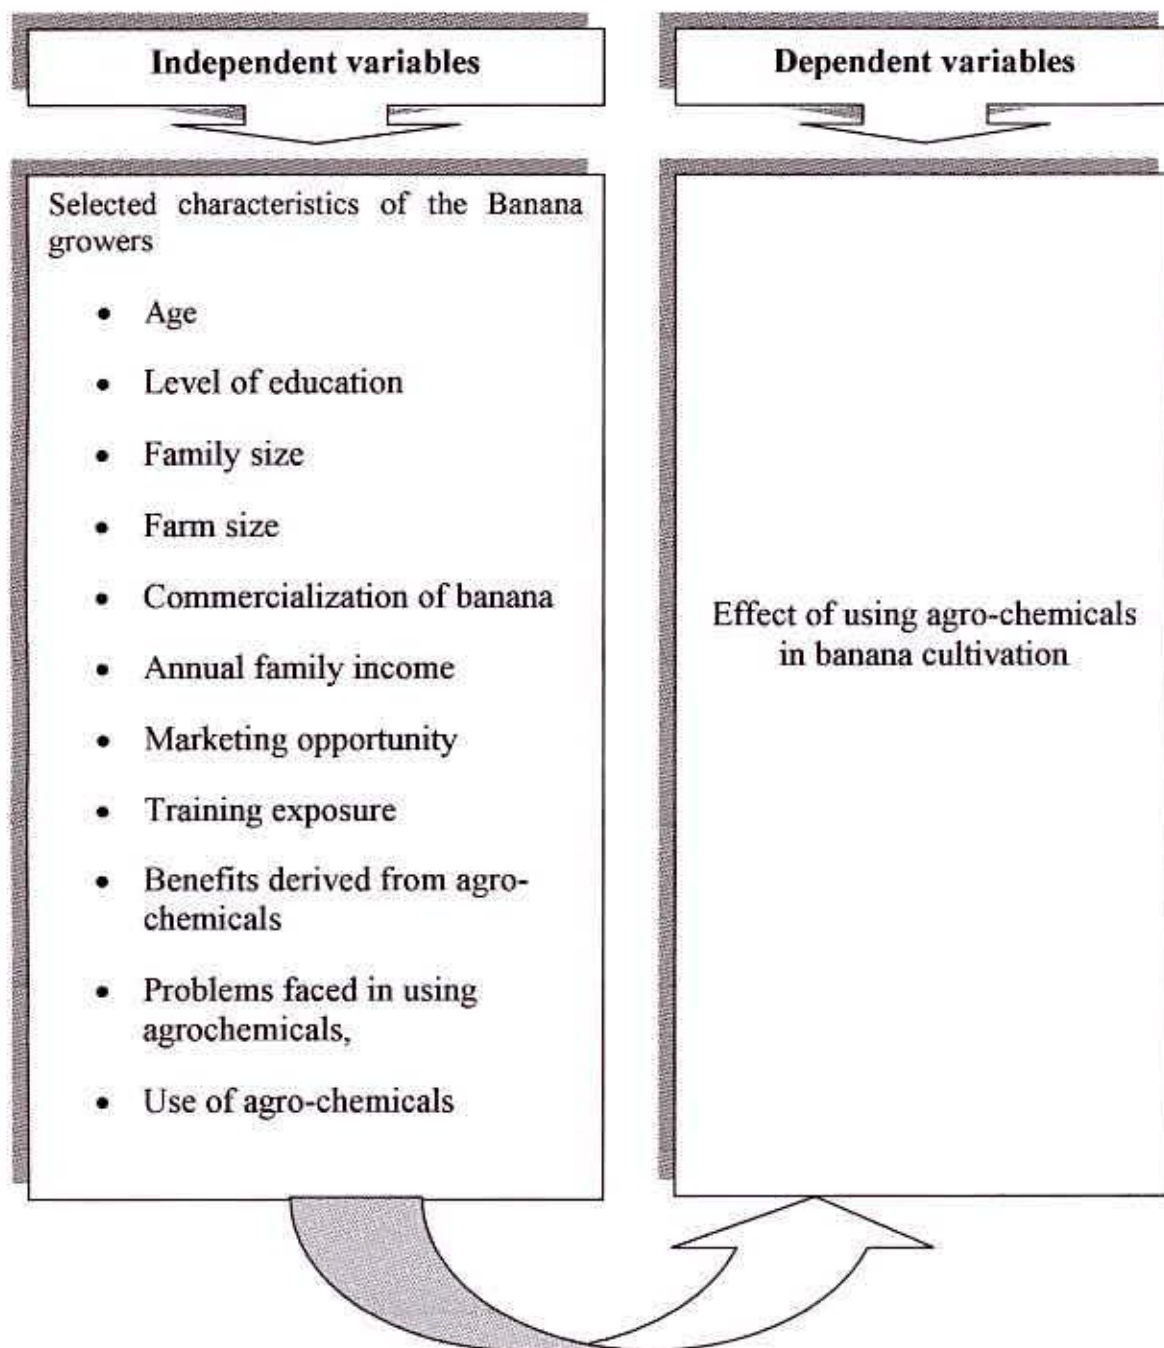 Independent variables
Dependent variables
Selected characteristics of the Banana
growers
• Age
• Level of education
• Family size
• Farm size
• Commercialization of banana
• Annual family income
• Marketing opportunity
• Training exposure
• Benefits derived from agro-
chemicals
• Problems faced in using
agrochemicals,
• Use of agro-chemicals
Effect of using agro-chemicals
in banana cultivation